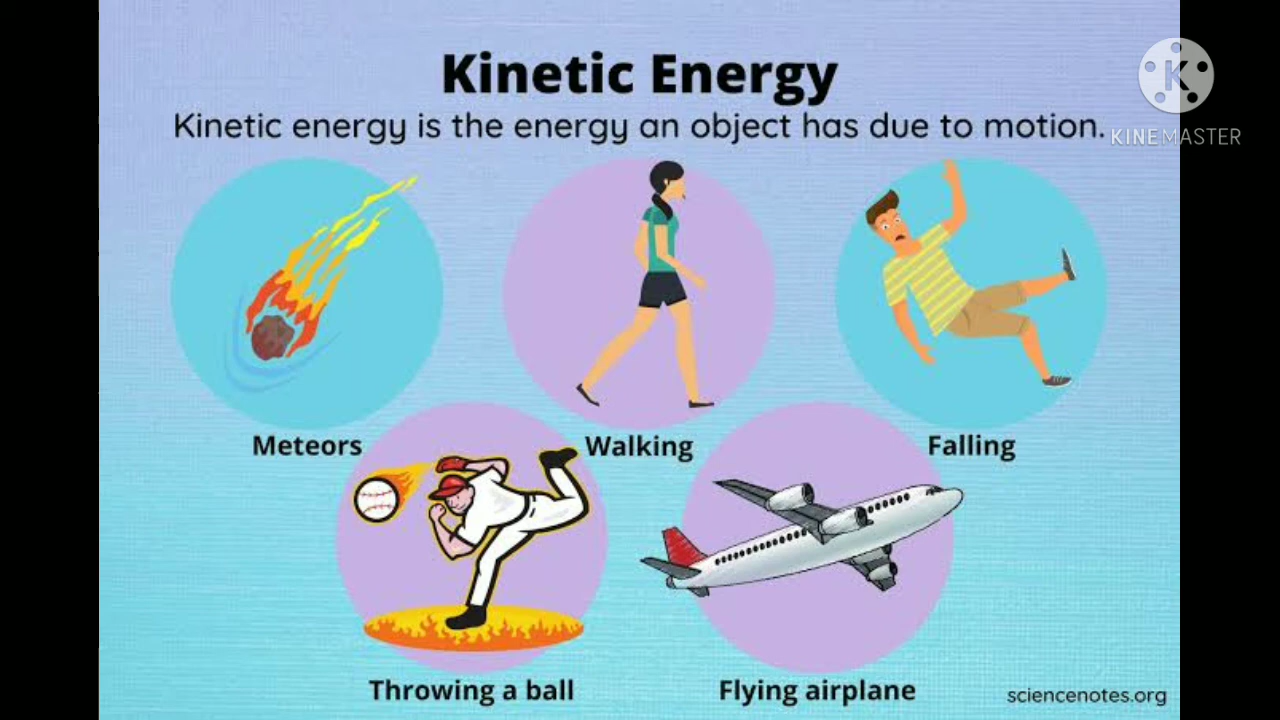 Kinetic Energy
Kinetic energy is the energy an object has due to motion.
K
KINEMASTER
Meteors
Walking
Falling
Throwing a ball
Flying airplane
sciencenotes.org